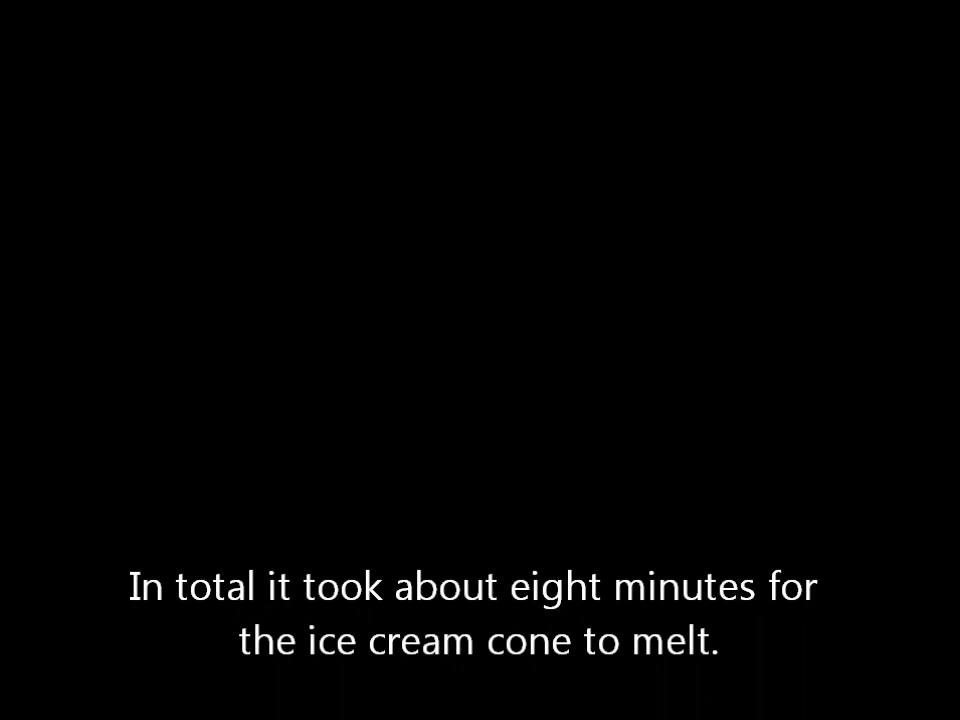 In total it took about eight minutes for
the ice cream cone to melt.